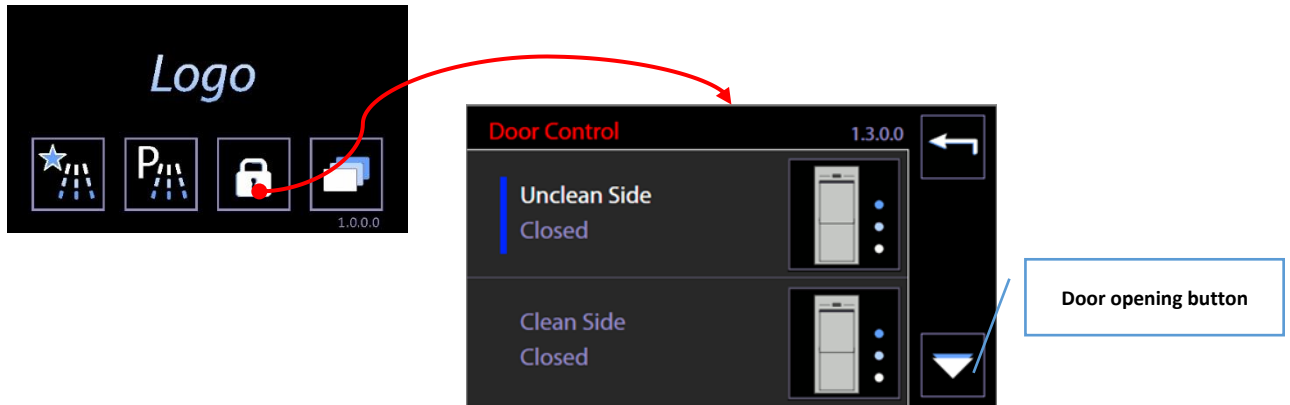 Logo
P
1.0.0.0
Door Control
1.3.0.0
Unclean Side
Closed
Clean Side
Closed
Door opening button